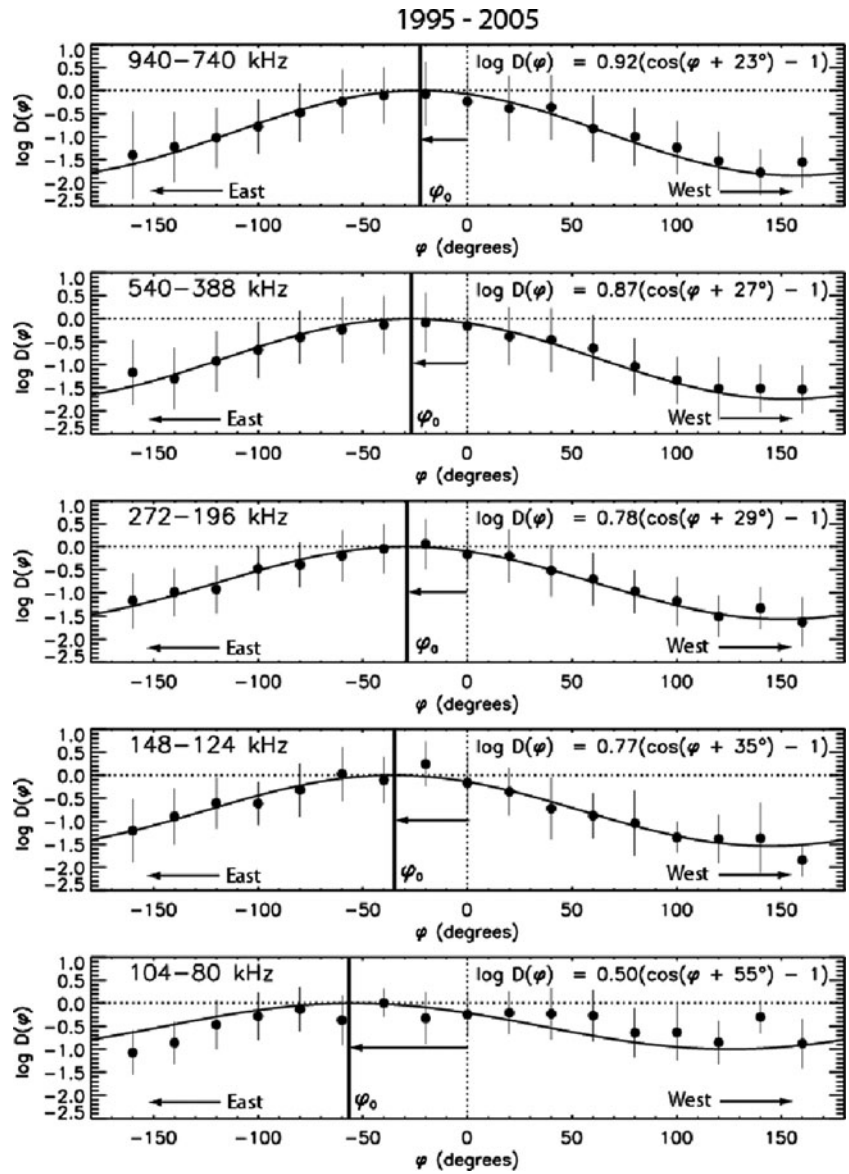 1995 - 2005
940-740 kHz
log D(φ) = 0.92(cos(φ + 23°) - 1)
log D(φ)
1.0
0.5
0.0
-0.5
-1.0
-1.5
-2.0
-2.5
East
φ₀
West
-150 -100 -50 0 50 100 150
φ (degrees)
540-388 kHz
log D(φ) = 0.87(cos(φ + 27°) - 1)
log D(φ)
1.0
0.5
0.0
-0.5
-1.0
-1.5
-2.0
-2.5
East
φ₀
West
-150 -100 -50 0 50 100 150
φ (degrees)
272-196 kHz
log D(φ) = 0.78(cos(φ + 29°) - 1)
log D(φ)
1.0
0.5
0.0
-0.5
-1.0
-1.5
-2.0
-2.5
East
φ₀
West
-150 -100 -50 0 50 100 150
φ (degrees)
148-124 kHz
log D(φ) = 0.77(cos(φ + 35°) - 1)
log D(φ)
1.0
0.5
0.0
-0.5
-1.0
-1.5
-2.0
-2.5
East
φ₀
West
-150 -100 -50 0 50 100 150
φ (degrees)
104-80 kHz
log D(φ) = 0.50(cos(φ + 55°) - 1)
log D(φ)
1.0
0.5
0.0
-0.5
-1.0
-1.5
-2.0
-2.5
East
φ₀
West
-150 -100 -50 0 50 100 150
φ (degrees)